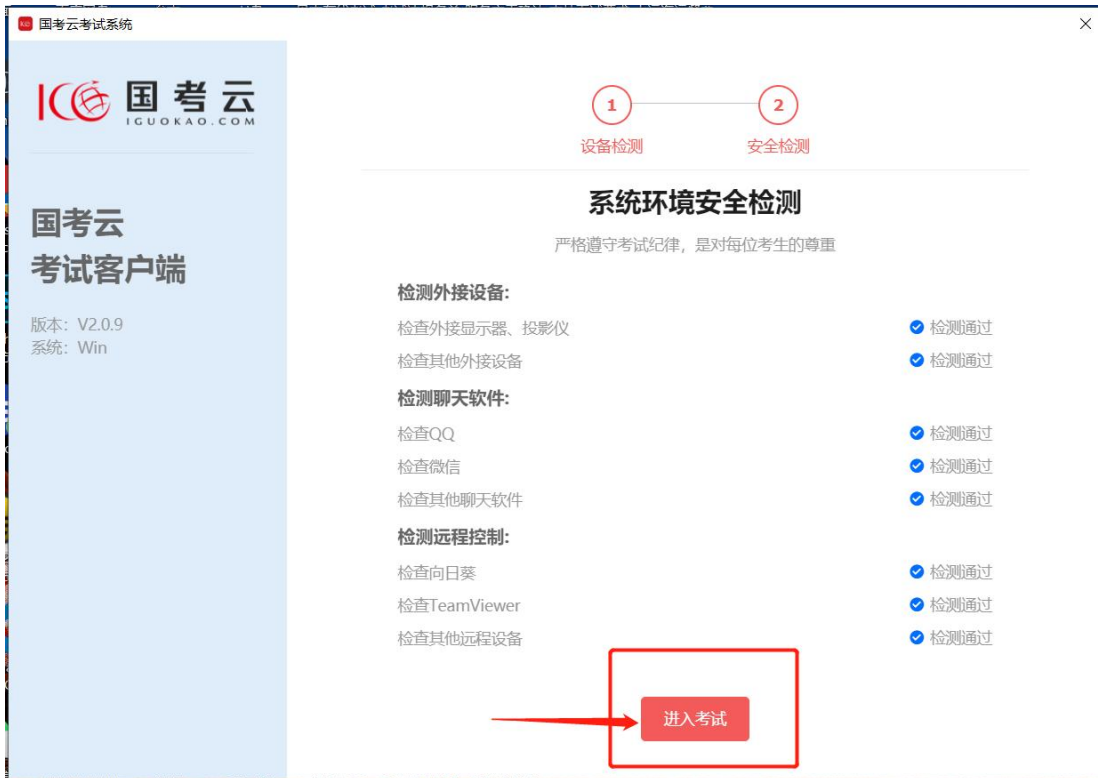 国考云考试系统
国考云
IGUOKAO.COM
国考云
考试客户端
版本：V2.0.9
系统：Win
1
2
设备检测
安全检测
系统环境安全检测
严格遵守考试纪律，是对每位考生的尊重
检测外接设备:
检查外接显示器、投影仪 检测通过
检查其他外接设备 检测通过
检测聊天软件:
检查QQ 检测通过
检查微信 检测通过
检查其他聊天软件 检测通过
检测远程控制:
检查向日葵 检测通过
检查TeamViewer 检测通过
检查其他远程设备 检测通过
进入考试